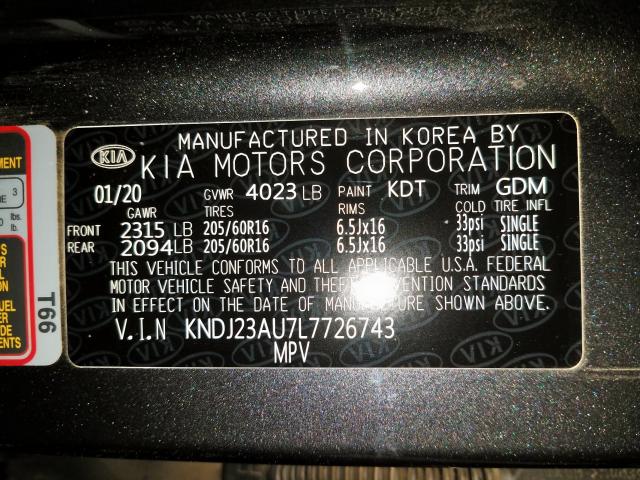 MANUFACTURED IN KOREA BY
KIA KIA MOTORS CORPORATION
01/20 GVWR 4023 LB PAINT KDT TRIM GDM
GAWR TIRES RIMS COLD TIRE INFL
FRONT 2315 LB 205/60R16 6.5Jx16 33psi SINGLE
REAR 2094 LB 205/60R16 6.5Jx16 33psi SINGLE
THIS VEHICLE CONFORMS TO ALL APPLICABLE U.S.A. FEDERAL
MOTOR VEHICLE SAFETY AND THEFT PREVENTION STANDARDS
IN EFFECT ON THE DATE OF MANUFACTURE SHOWN ABOVE.
V.I.N KNDJ23AU7L7726743
MPV
T66